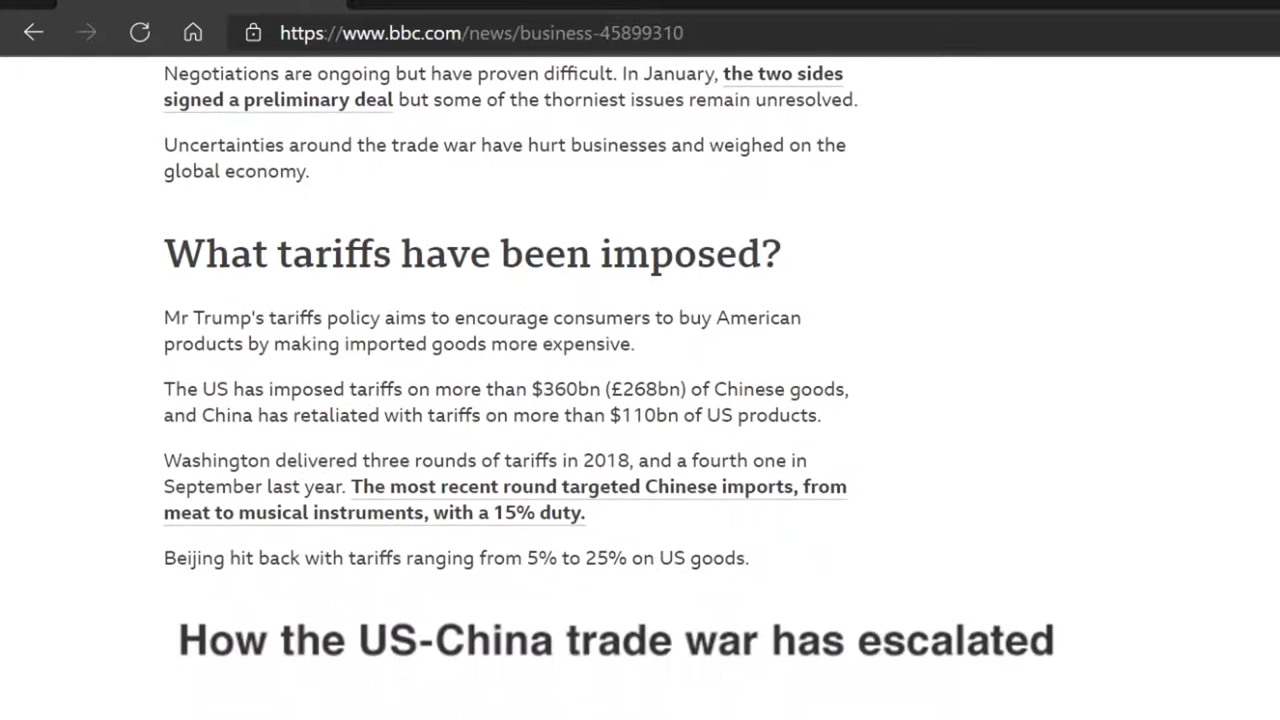 https://www.bbc.com/news/business-45899310
Negotiations are ongoing but have proven difficult. In January, the two sides
signed a preliminary deal but some of the thorniest issues remain unresolved.
Uncertainties around the trade war have hurt businesses and weighed on the
global economy.
What tariffs have been imposed?
Mr Trump's tariffs policy aims to encourage consumers to buy American
products by making imported goods more expensive.
The US has imposed tariffs on more than $360bn (£268bn) of Chinese goods,
and China has retaliated with tariffs on more than $110bn of US products.
Washington delivered three rounds of tariffs in 2018, and a fourth one in
September last year. The most recent round targeted Chinese imports, from
meat to musical instruments, with a 15% duty.
Beijing hit back with tariffs ranging from 5% to 25% on US goods.
How the US-China trade war has escalated